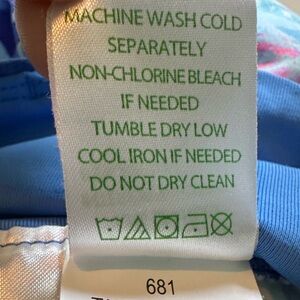 MACHINE WASH COLD
SEPARATELY
NON-CHLORINE BLEACH
IF NEEDED
TUMBLE DRY LOW
COOL IRON IF NEEDED
DO NOT DRY CLEAN
681